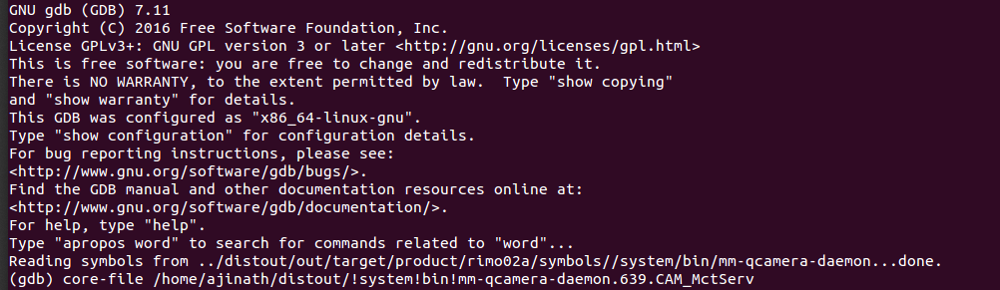 GNU gdb (GDB) 7.11
Copyright (C) 2016 Free Software Foundation, Inc.
License GPLv3+: GNU GPL version 3 or later <http://gnu.org/licenses/gpl.html>
This is free software: you are free to change and redistribute it.
There is NO WARRANTY, to the extent permitted by law.  Type "show copying"
and "show warranty" for details.
This GDB was configured as "x86_64-linux-gnu".
Type "show configuration" for configuration details.
For bug reporting instructions, please see:
<http://www.gnu.org/software/gdb/bugs/>.
Find the GDB manual and other documentation resources online at:
<http://www.gnu.org/software/gdb/documentation/>.
For help, type "help".
Type "apropos word" to search for commands related to "word"...
Reading symbols from ../distout/out/target/product/rimo02a/symbols//system/bin/mm-qcamera-daemon...done.
(gdb) core-file /home/ajinath/distout/!system!bin!mm-qcamera-daemon.639.CAM_MctServ